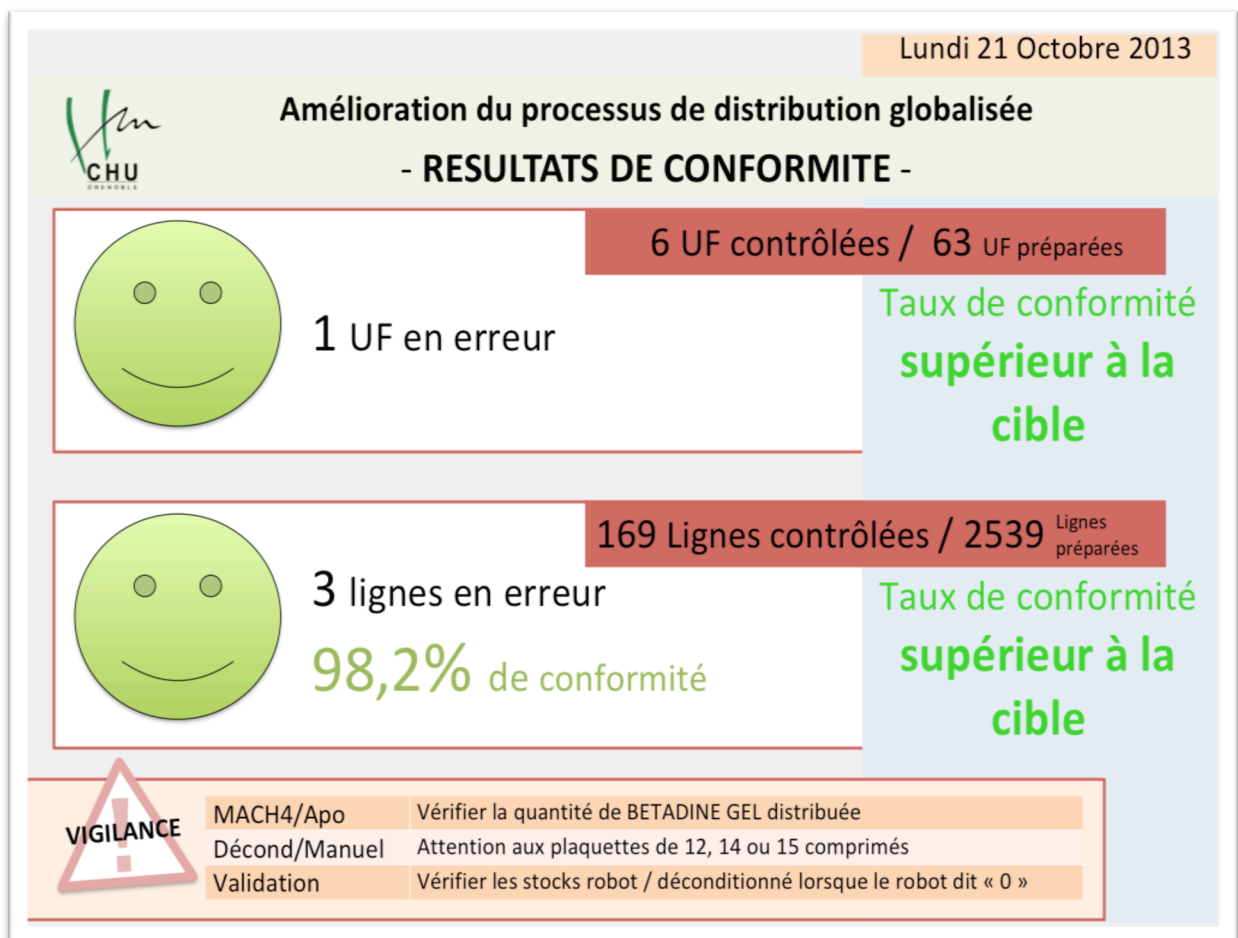 Lundi 21 Octobre 2013
CHU
GRENOBLE
Amélioration du processus de distribution globalisée
- RESULTATS DE CONFORMITE -
6 UF contrôlées / 63 UF préparées
1 UF en erreur
Taux de conformité
supérieur à la
cible
169 Lignes contrôlées / 2539 Lignes
préparées
3 lignes en erreur
98,2% de conformité
Taux de conformité
supérieur à la
cible
VIGILANCE
!
MACH4/Apo Vérifier la quantité de BETADINE GEL distribuée
Décond/Manuel Attention aux plaquettes de 12, 14 ou 15 comprimés
Validation Vérifier les stocks robot / déconditionné lorsque le robot dit « 0 »